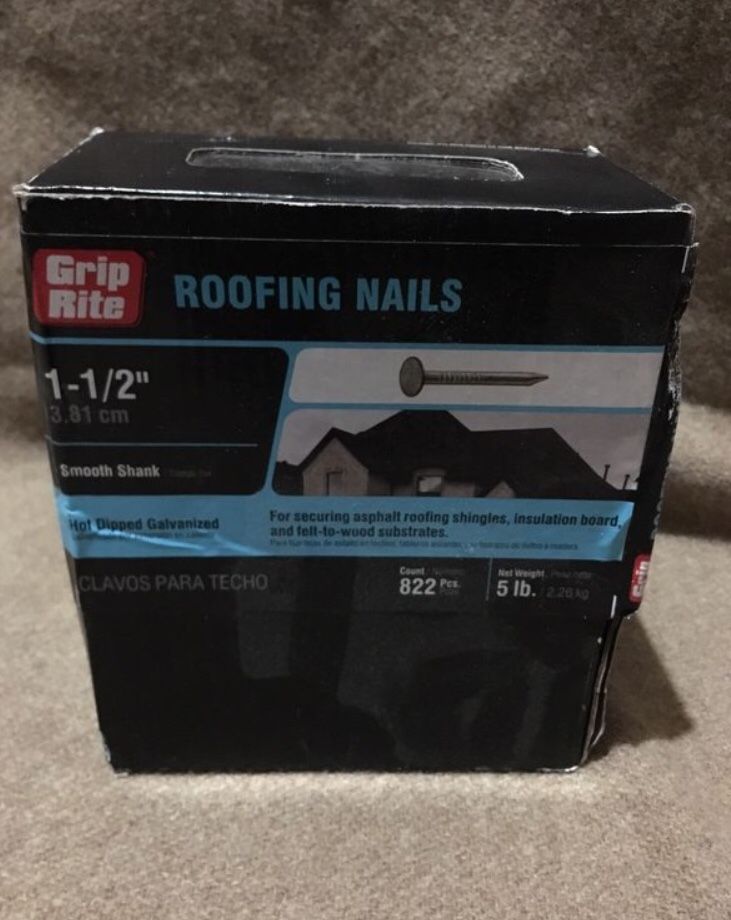 Grip
Rite
ROOFING NAILS
1-1/2"
3.81 cm
Smooth Shank
Hot Dipped Galvanized
For securing asphalt roofing shingles, insulation board,
and felt-to-wood substrates.
CLAVOS PARA TECHO
Count
822 Pcs.
Net Weight
5 lb. / 2.26 kg
Grip